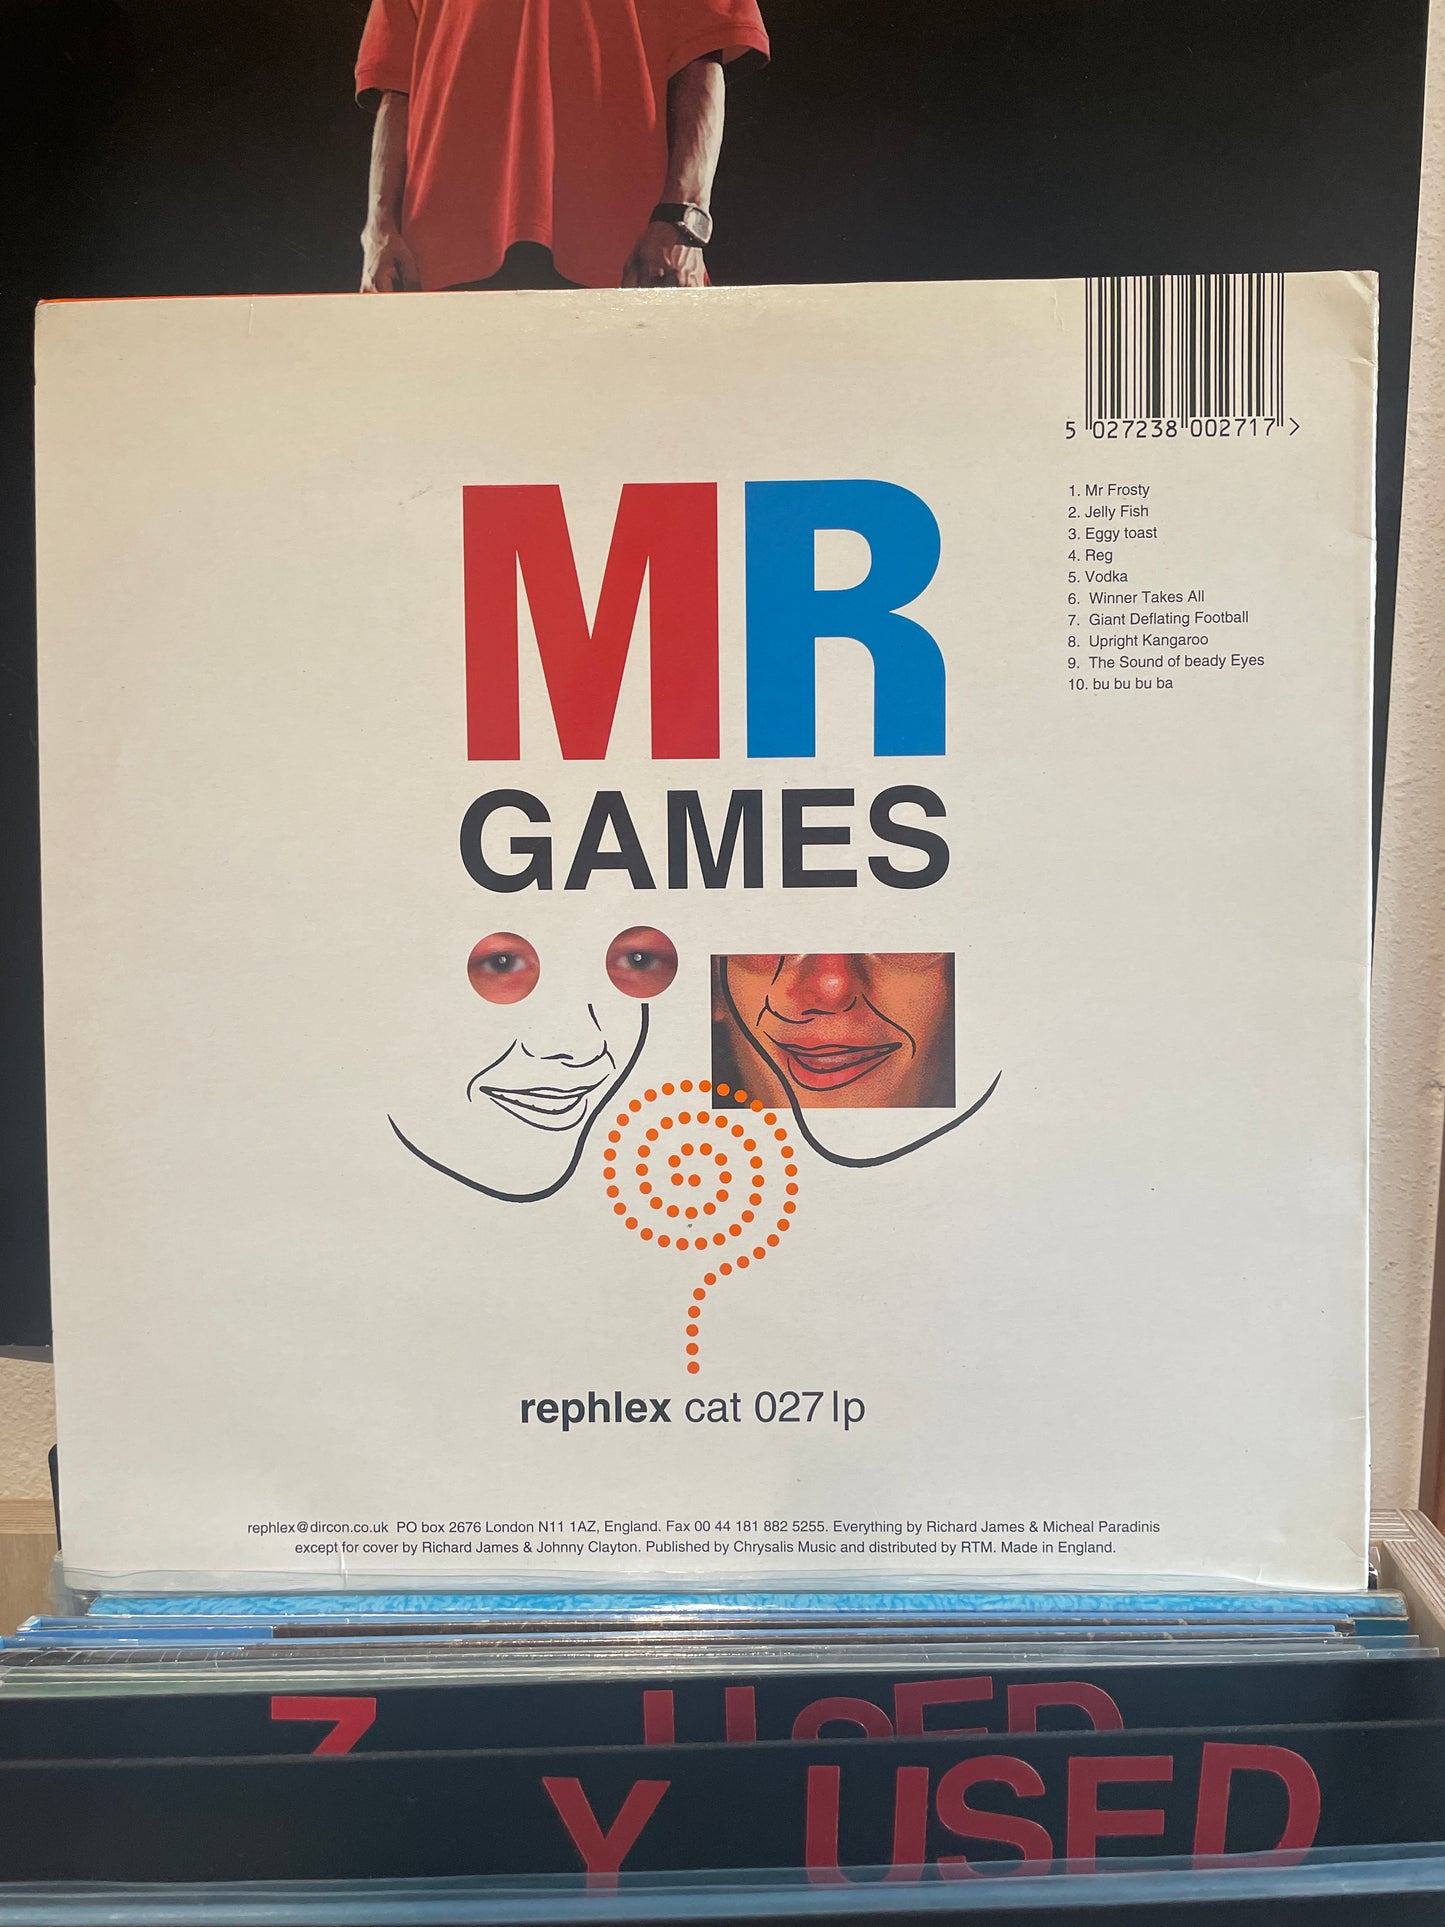 5 027238 002717 >
1. Mr Frosty
2. Jelly Fish
3. Eggy toast
4. Reg
5. Vodka
6. Winner Takes All
7. Giant Deflating Football
8. Upright Kangaroo
9. The Sound of beady Eyes
10. bu bu bu ba
MR
GAMES
rephlex cat 027 lp
rephlex@dircon.co.uk PO box 2676 London N11 1AZ, England. Fax 00 44 181 882 5255. Everything by Richard James & Micheal Paradinis
except for cover by Richard James & Johnny Clayton. Published by Chrysalis Music and distributed by RTM. Made in England.
Z USED
Y USED